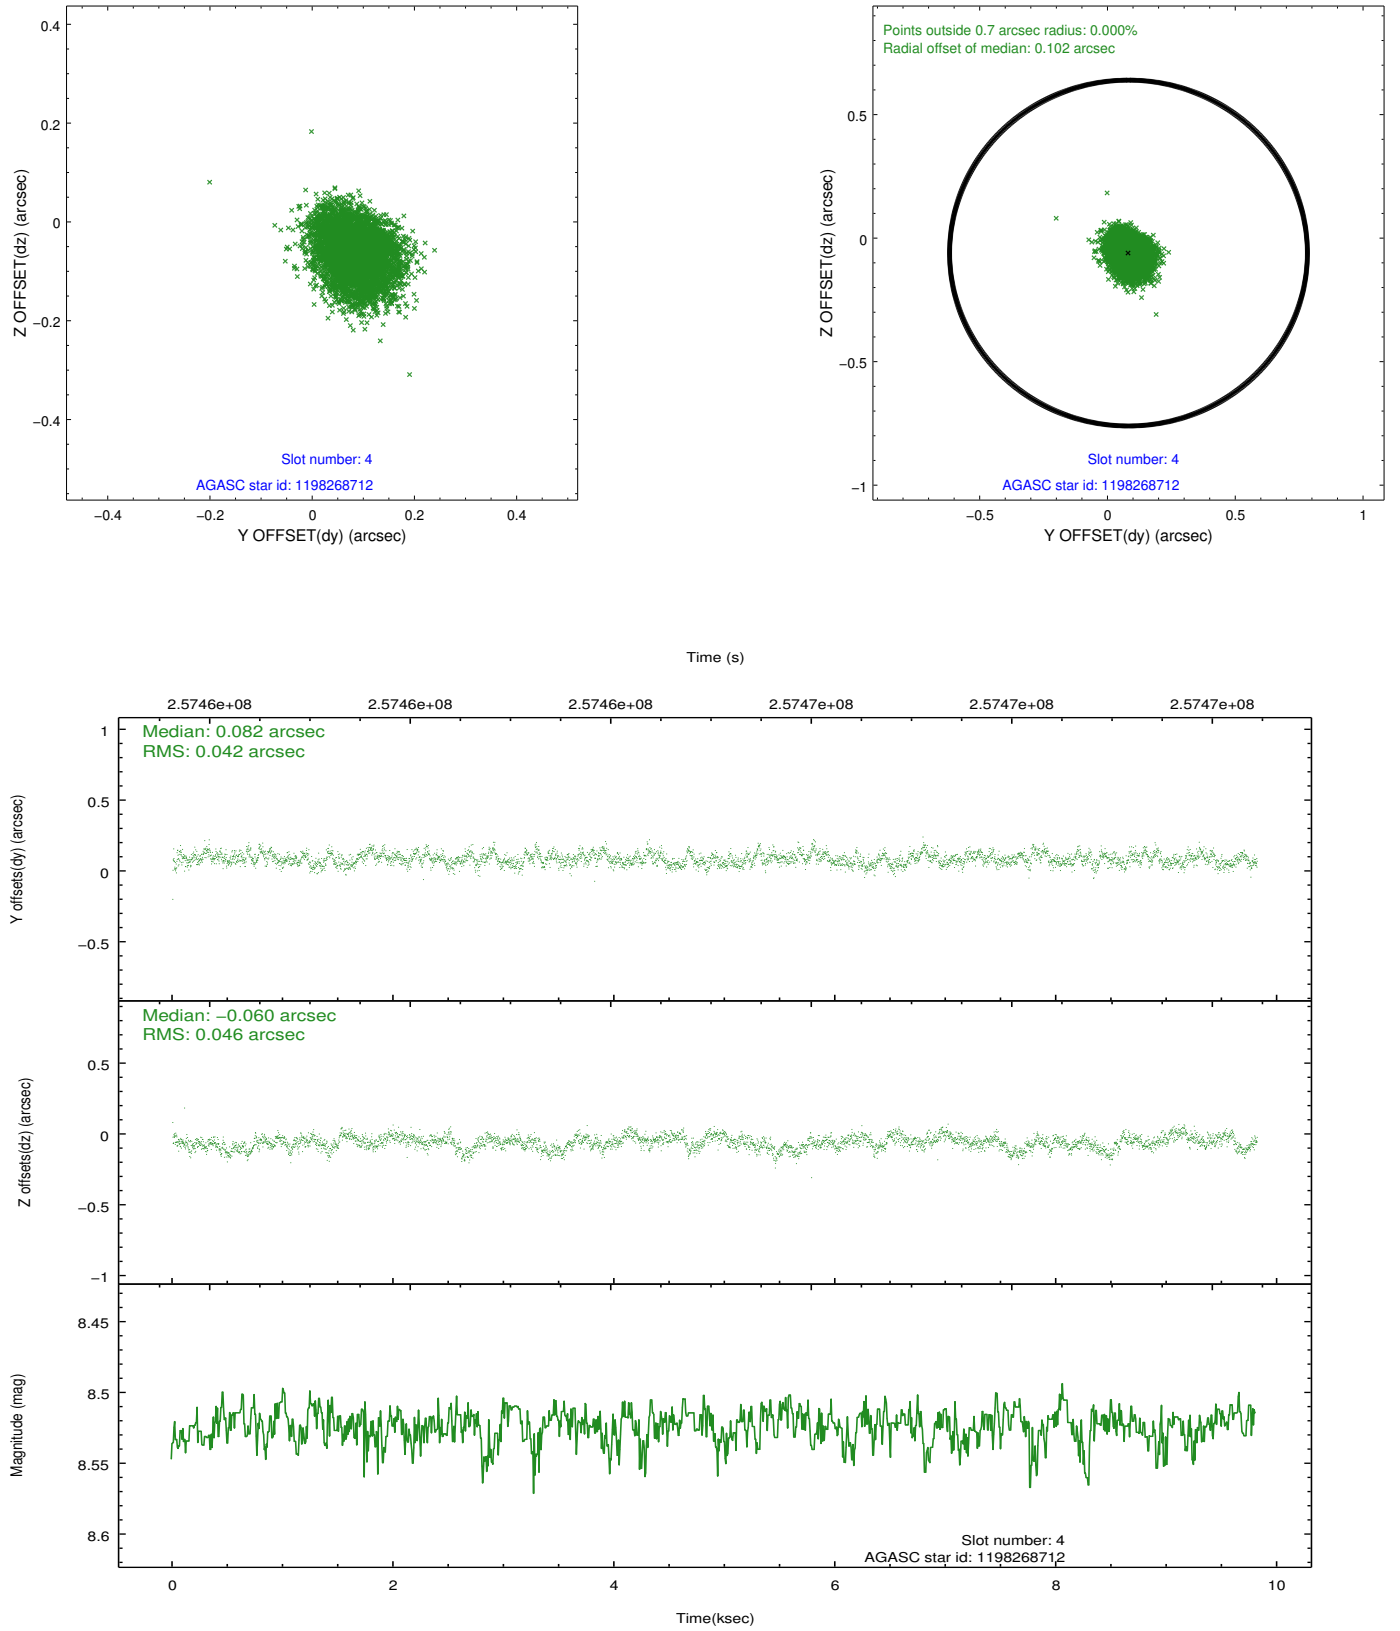 0.4
0.2
0
−0.2
−0.4
Z OFFSET(dz) (arcsec)
Slot number: 4
AGASC star id: 1198268712
−0.4 −0.2 0 0.2 0.4
Y OFFSET(dy) (arcsec)
Points outside 0.7 arcsec radius: 0.000%
Radial offset of median: 0.102 arcsec
0.5
0
−0.5
−1
Z OFFSET(dz) (arcsec)
Slot number: 4
AGASC star id: 1198268712
−0.5 0 0.5 1
Y OFFSET(dy) (arcsec)
Time (s)
2.5746e+08 2.5746e+08 2.5746e+08 2.5747e+08 2.5747e+08 2.5747e+08
Median: 0.082 arcsec
RMS: 0.042 arcsec
1
0.5
0
−0.5
Y offsets(dy) (arcsec)
Median: −0.060 arcsec
RMS: 0.046 arcsec
0.5
0
−0.5
−1
Z offsets(dz) (arcsec)
8.45
8.5
8.55
8.6
Magnitude (mag)
Slot number: 4
AGASC star id: 1198268712
0 2 4 6 8 10
Time(ksec)